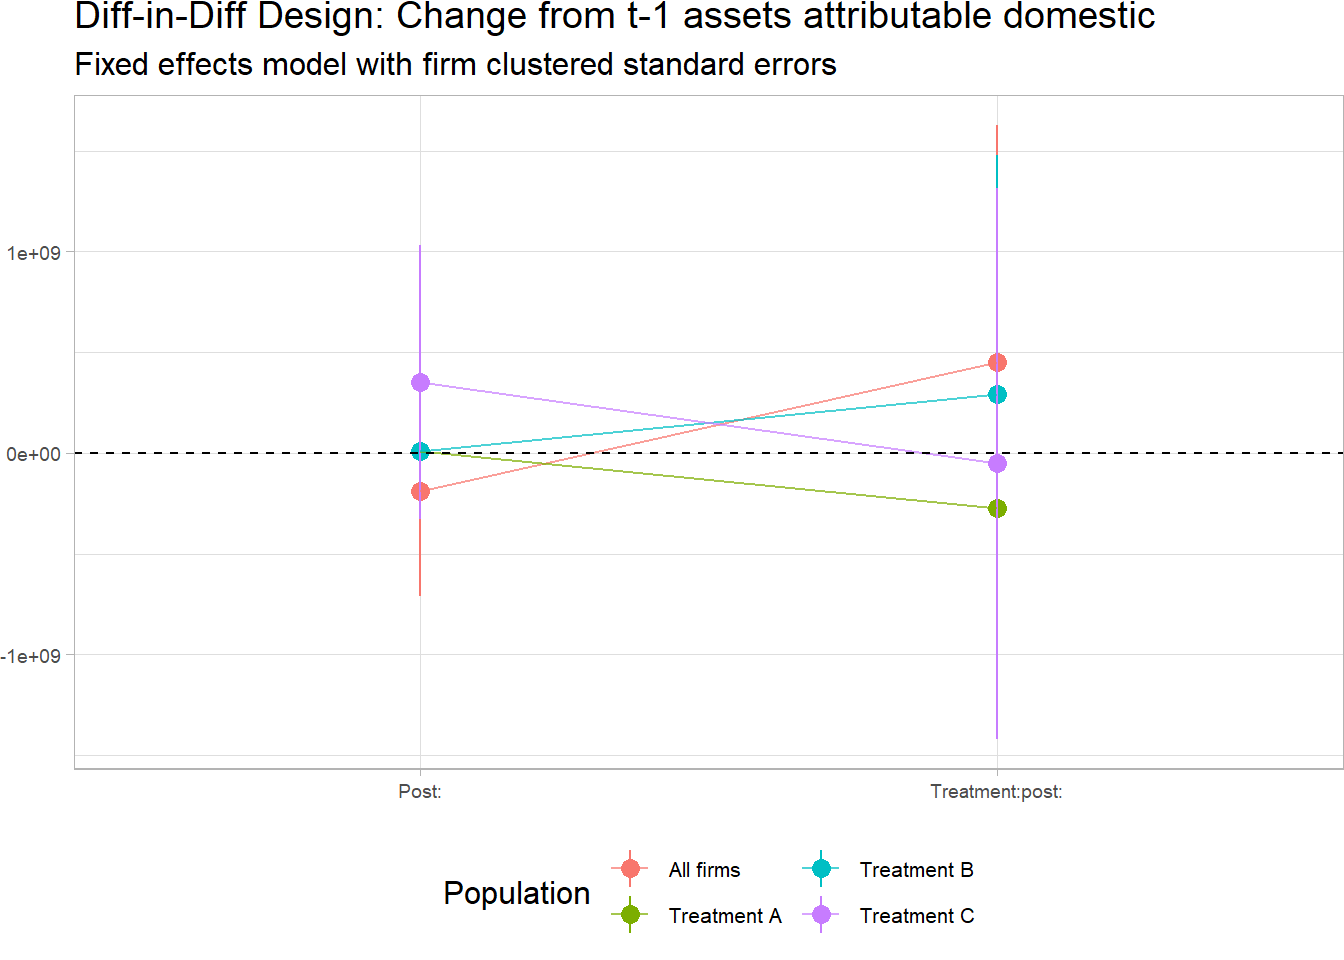 Diff-in-Diff Design: Change from t-1 assets attributable domestic
Fixed effects model with firm clustered standard errors
1e+09
0e+00
-1e+09
Post:
Treatment:post:
Population
All firms
Treatment A
Treatment B
Treatment C